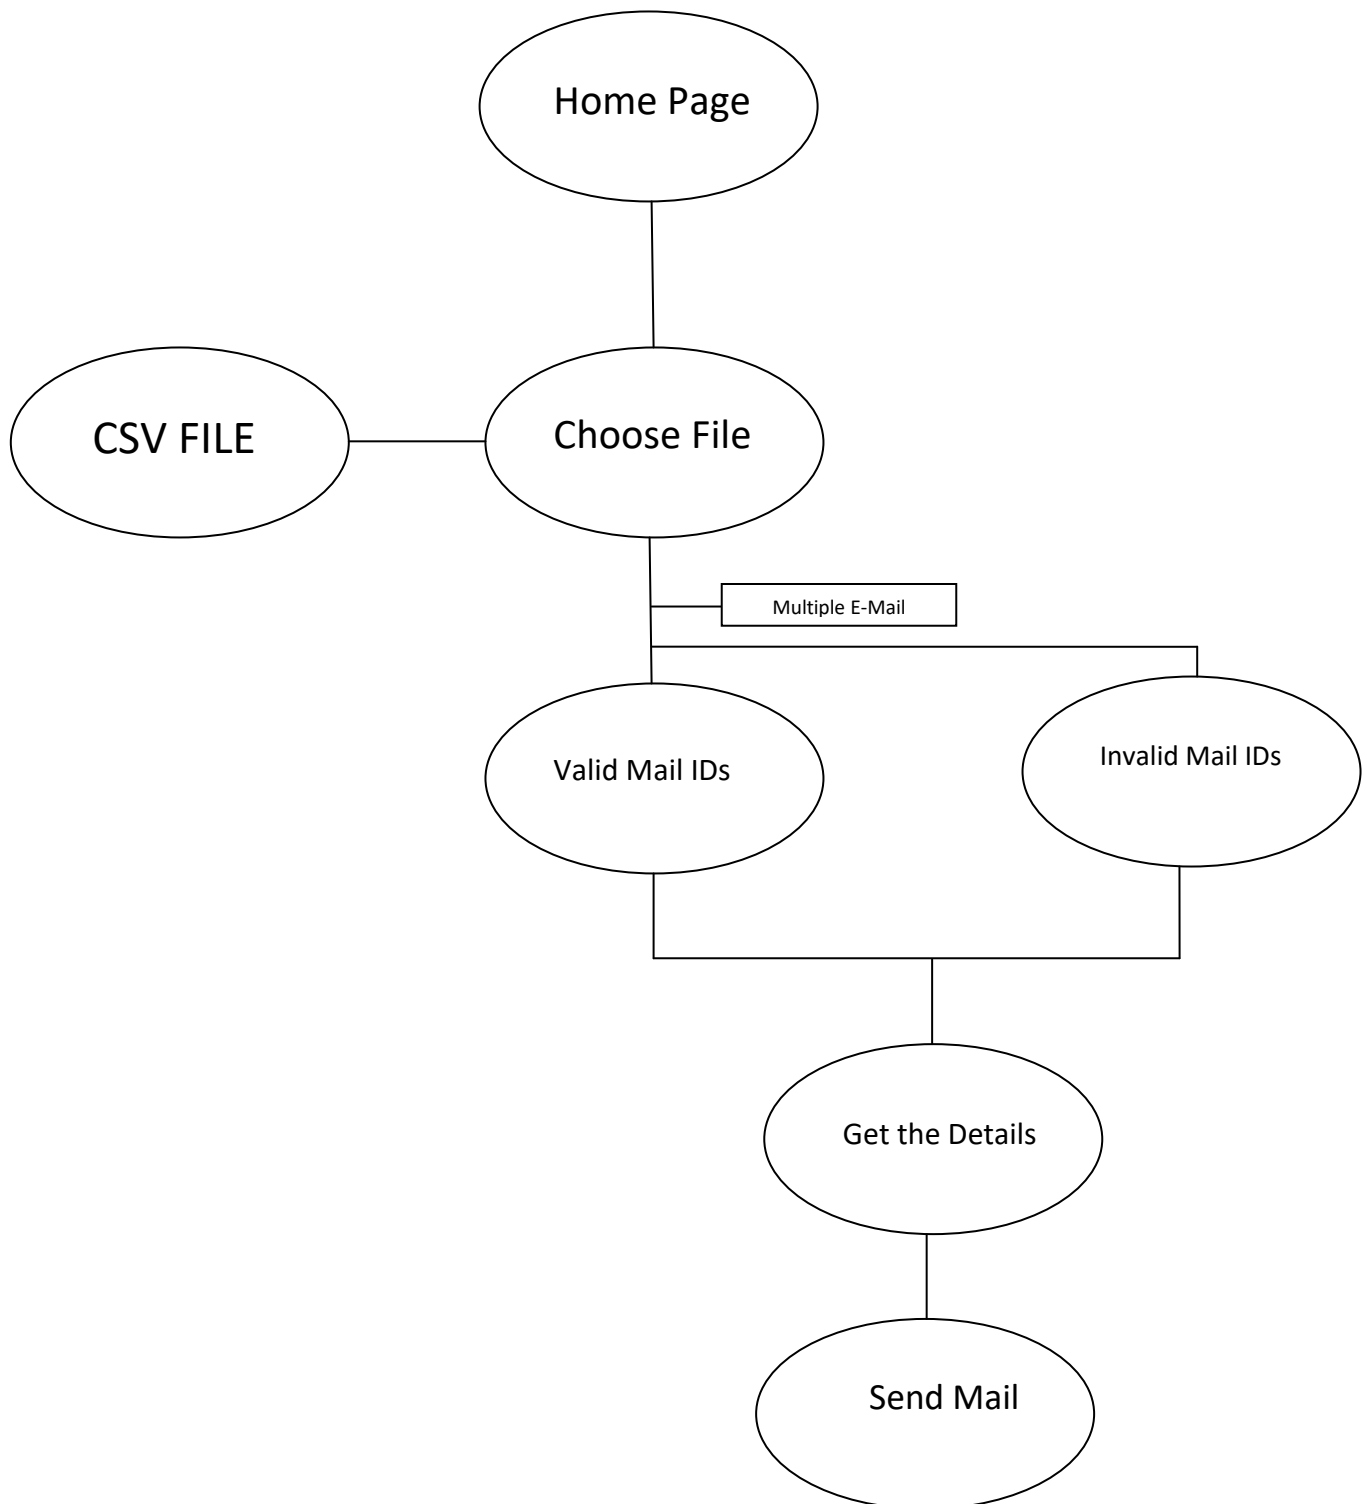 Home Page
CSV FILE
Choose File
Multiple E-Mail
Valid Mail IDs
Invalid Mail IDs
Get the Details
Send Mail